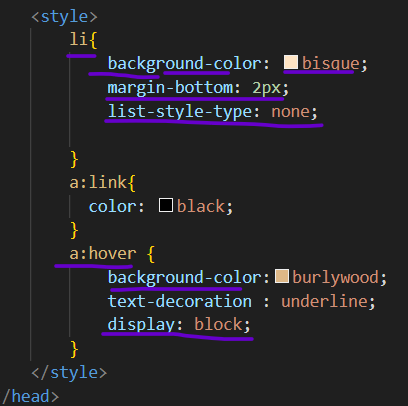 <style>
li{
background-color: bisque;
margin-bottom: 2px;
list-style-type: none;
}
a:link{
color: black;
}
a:hover {
background-color: burlywood;
text-decoration : underline;
display: block;
}
</style>
/head>